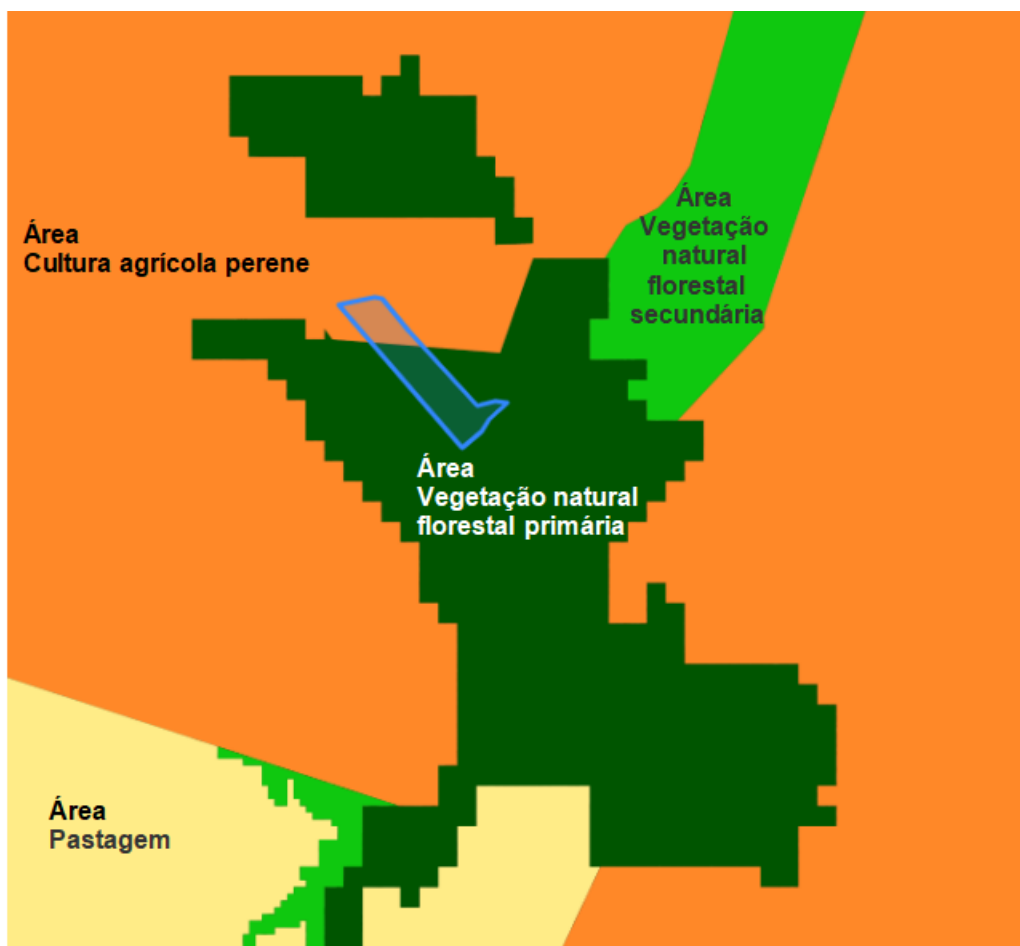 Área
Vegetação
natural
florestal
secundária
Área
Cultura agrícola perene
Área
Vegetação natural
florestal primária
Área
Pastagem